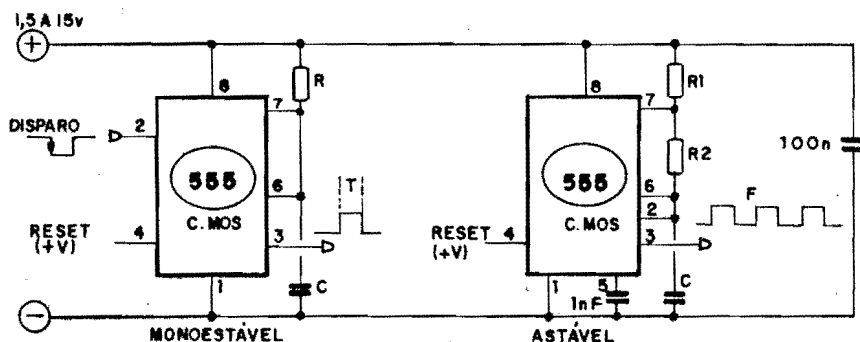 1,5 A 15v
+
8
R
7
DISPARO
2
555
C. MOS
6
T
RESET
(+V)
4
3
1
C
-
MONOESTÁVEL
8
R1
7
R2
100n
555
C. MOS
6
2
F
RESET
(+V)
4
3
1
5
1nF
C
ASTÁVEL